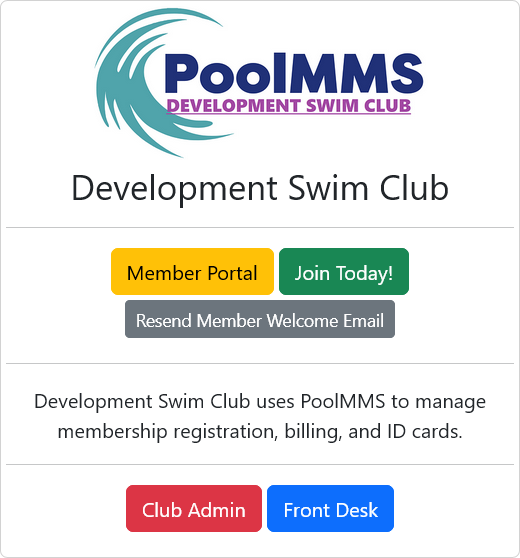 PoolMMS
DEVELOPMENT SWIM CLUB
Development Swim Club
Member Portal Join Today!
Resend Member Welcome Email
Development Swim Club uses PoolMMS to manage
membership registration, billing, and ID cards.
Club Admin Front Desk